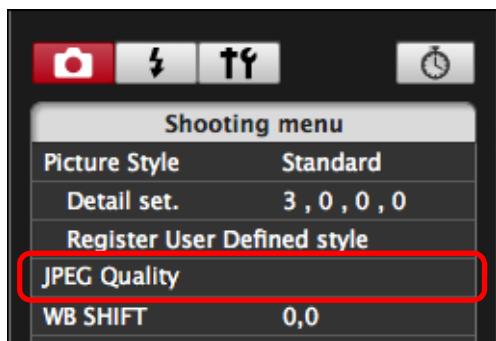 Shooting menu
Picture Style Standard
Detail set. 3 , 0 , 0 , 0
Register User Defined style
JPEG Quality
WB SHIFT 0,0